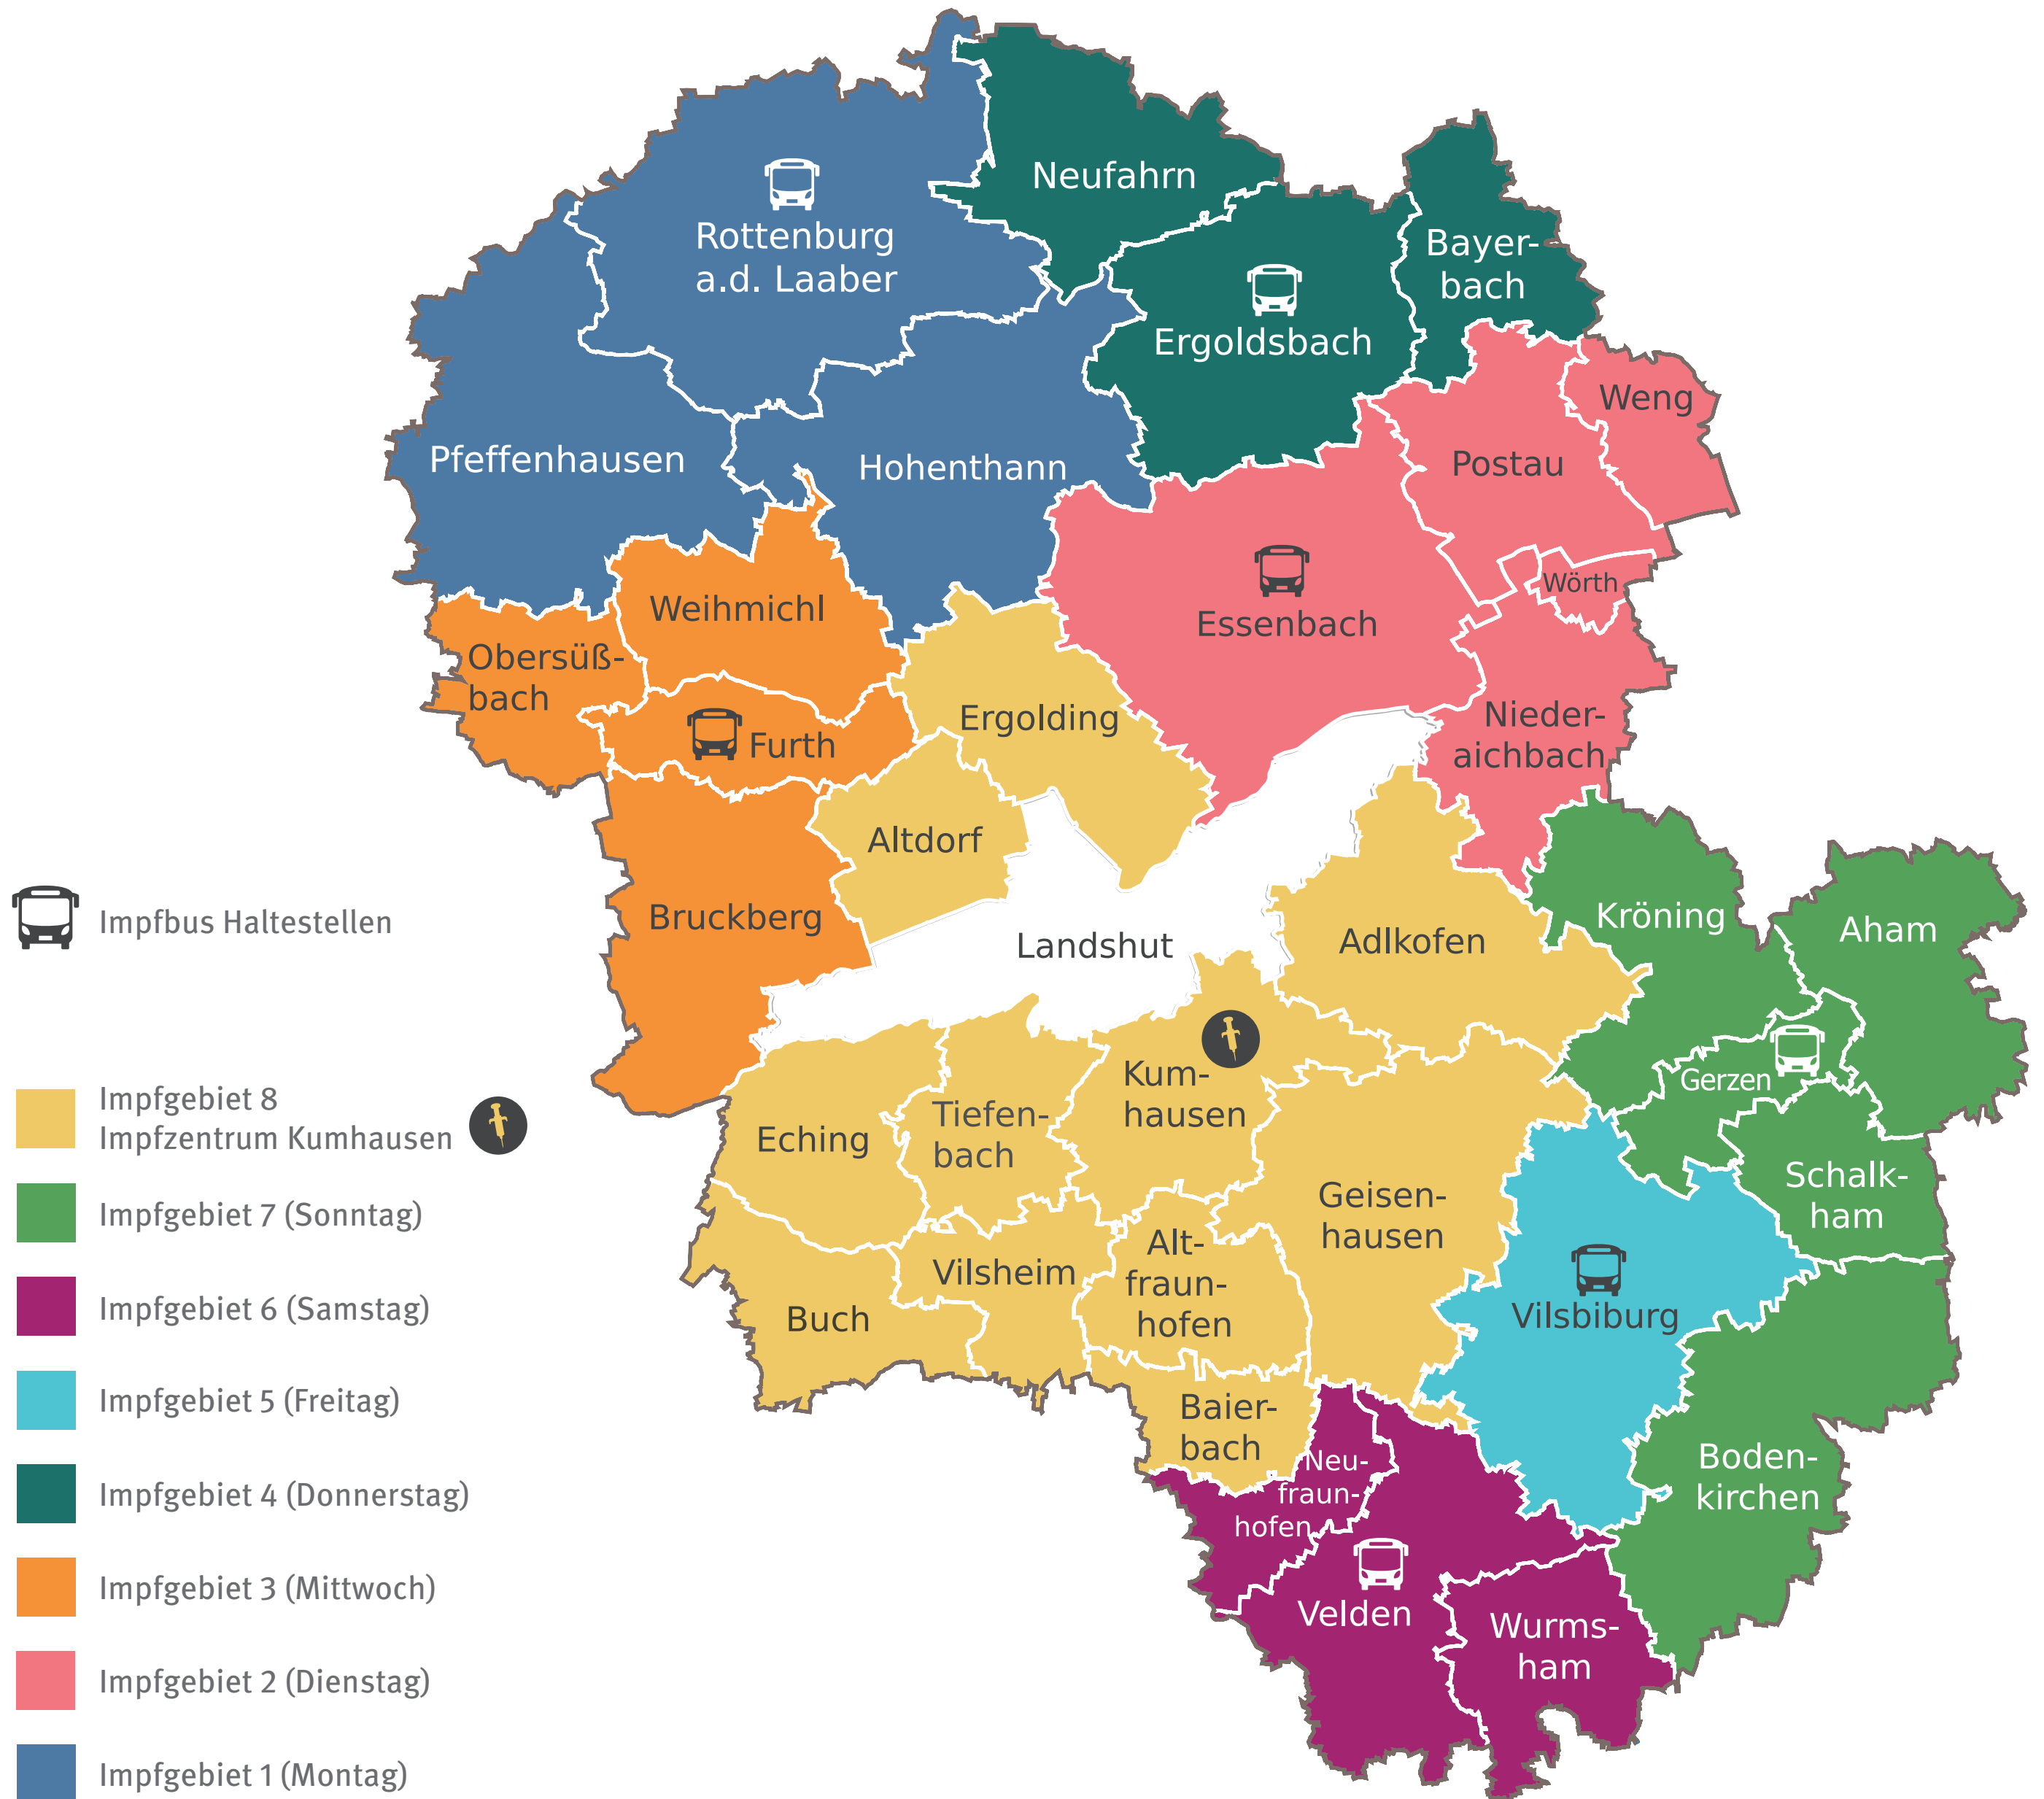 Neufahrn
Rottenburg
a.d. Laaber
Bayer-
bach
Ergoldsbach
Weng
Pfeffenhausen
Hohenthann
Postau
Wörth
Weihmichl
Essenbach
Obersüß-
bach
Ergolding
Nieder-
aichbach
Furth
Altdorf
Bruckberg
Landshut
Adlkofen
Kröning
Aham
Kum-
hausen
Gerzen
Eching
Tiefen-
bach
Geisen-
hausen
Schalk-
ham
Vilsheim
Alt-
fraun-
hofen
Buch
Vilsbiburg
Baier-
bach
Neu-
fraun-
hofen
Boden-
kirchen
Velden
Wurms-
ham
Impfbus Haltestellen
Impfgebiet 8
Impfzentrum Kumhausen
Impfgebiet 7 (Sonntag)
Impfgebiet 6 (Samstag)
Impfgebiet 5 (Freitag)
Impfgebiet 4 (Donnerstag)
Impfgebiet 3 (Mittwoch)
Impfgebiet 2 (Dienstag)
Impfgebiet 1 (Montag)